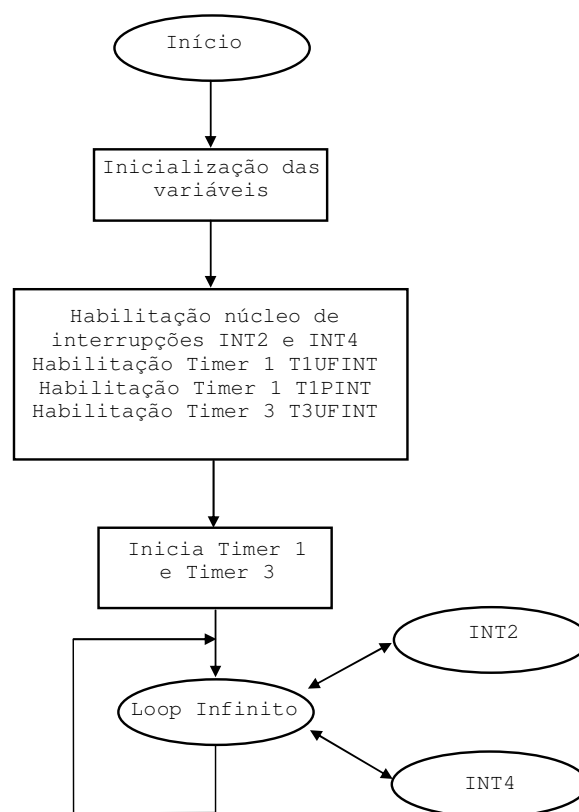 Início
Inicialização das
variáveis
Habilitação núcleo de
interrupções INT2 e INT4
Habilitação Timer 1 T1UFINT
Habilitação Timer 1 T1PINT
Habilitação Timer 3 T3UFINT
Inicia Timer 1
e Timer 3
INT2
Loop Infinito
INT4